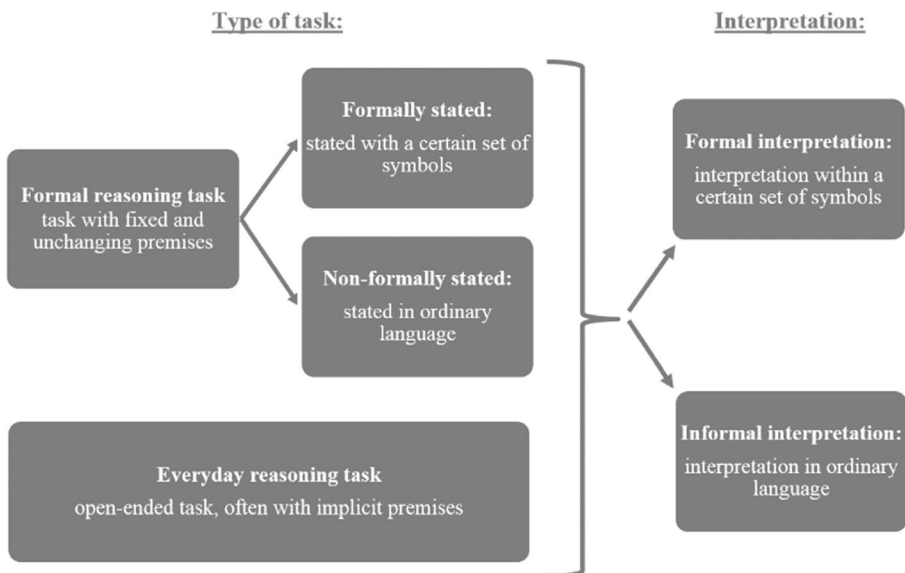 Type of task:
Interpretation:
Formal reasoning task
task with fixed and
unchanging premises
Formally stated:
stated with a certain set of
symbols
Non-formally stated:
stated in ordinary
language
Everyday reasoning task
open-ended task, often with implicit premises
Formal interpretation:
interpretation within a
certain set of symbols
Informal interpretation:
interpretation in ordinary
language